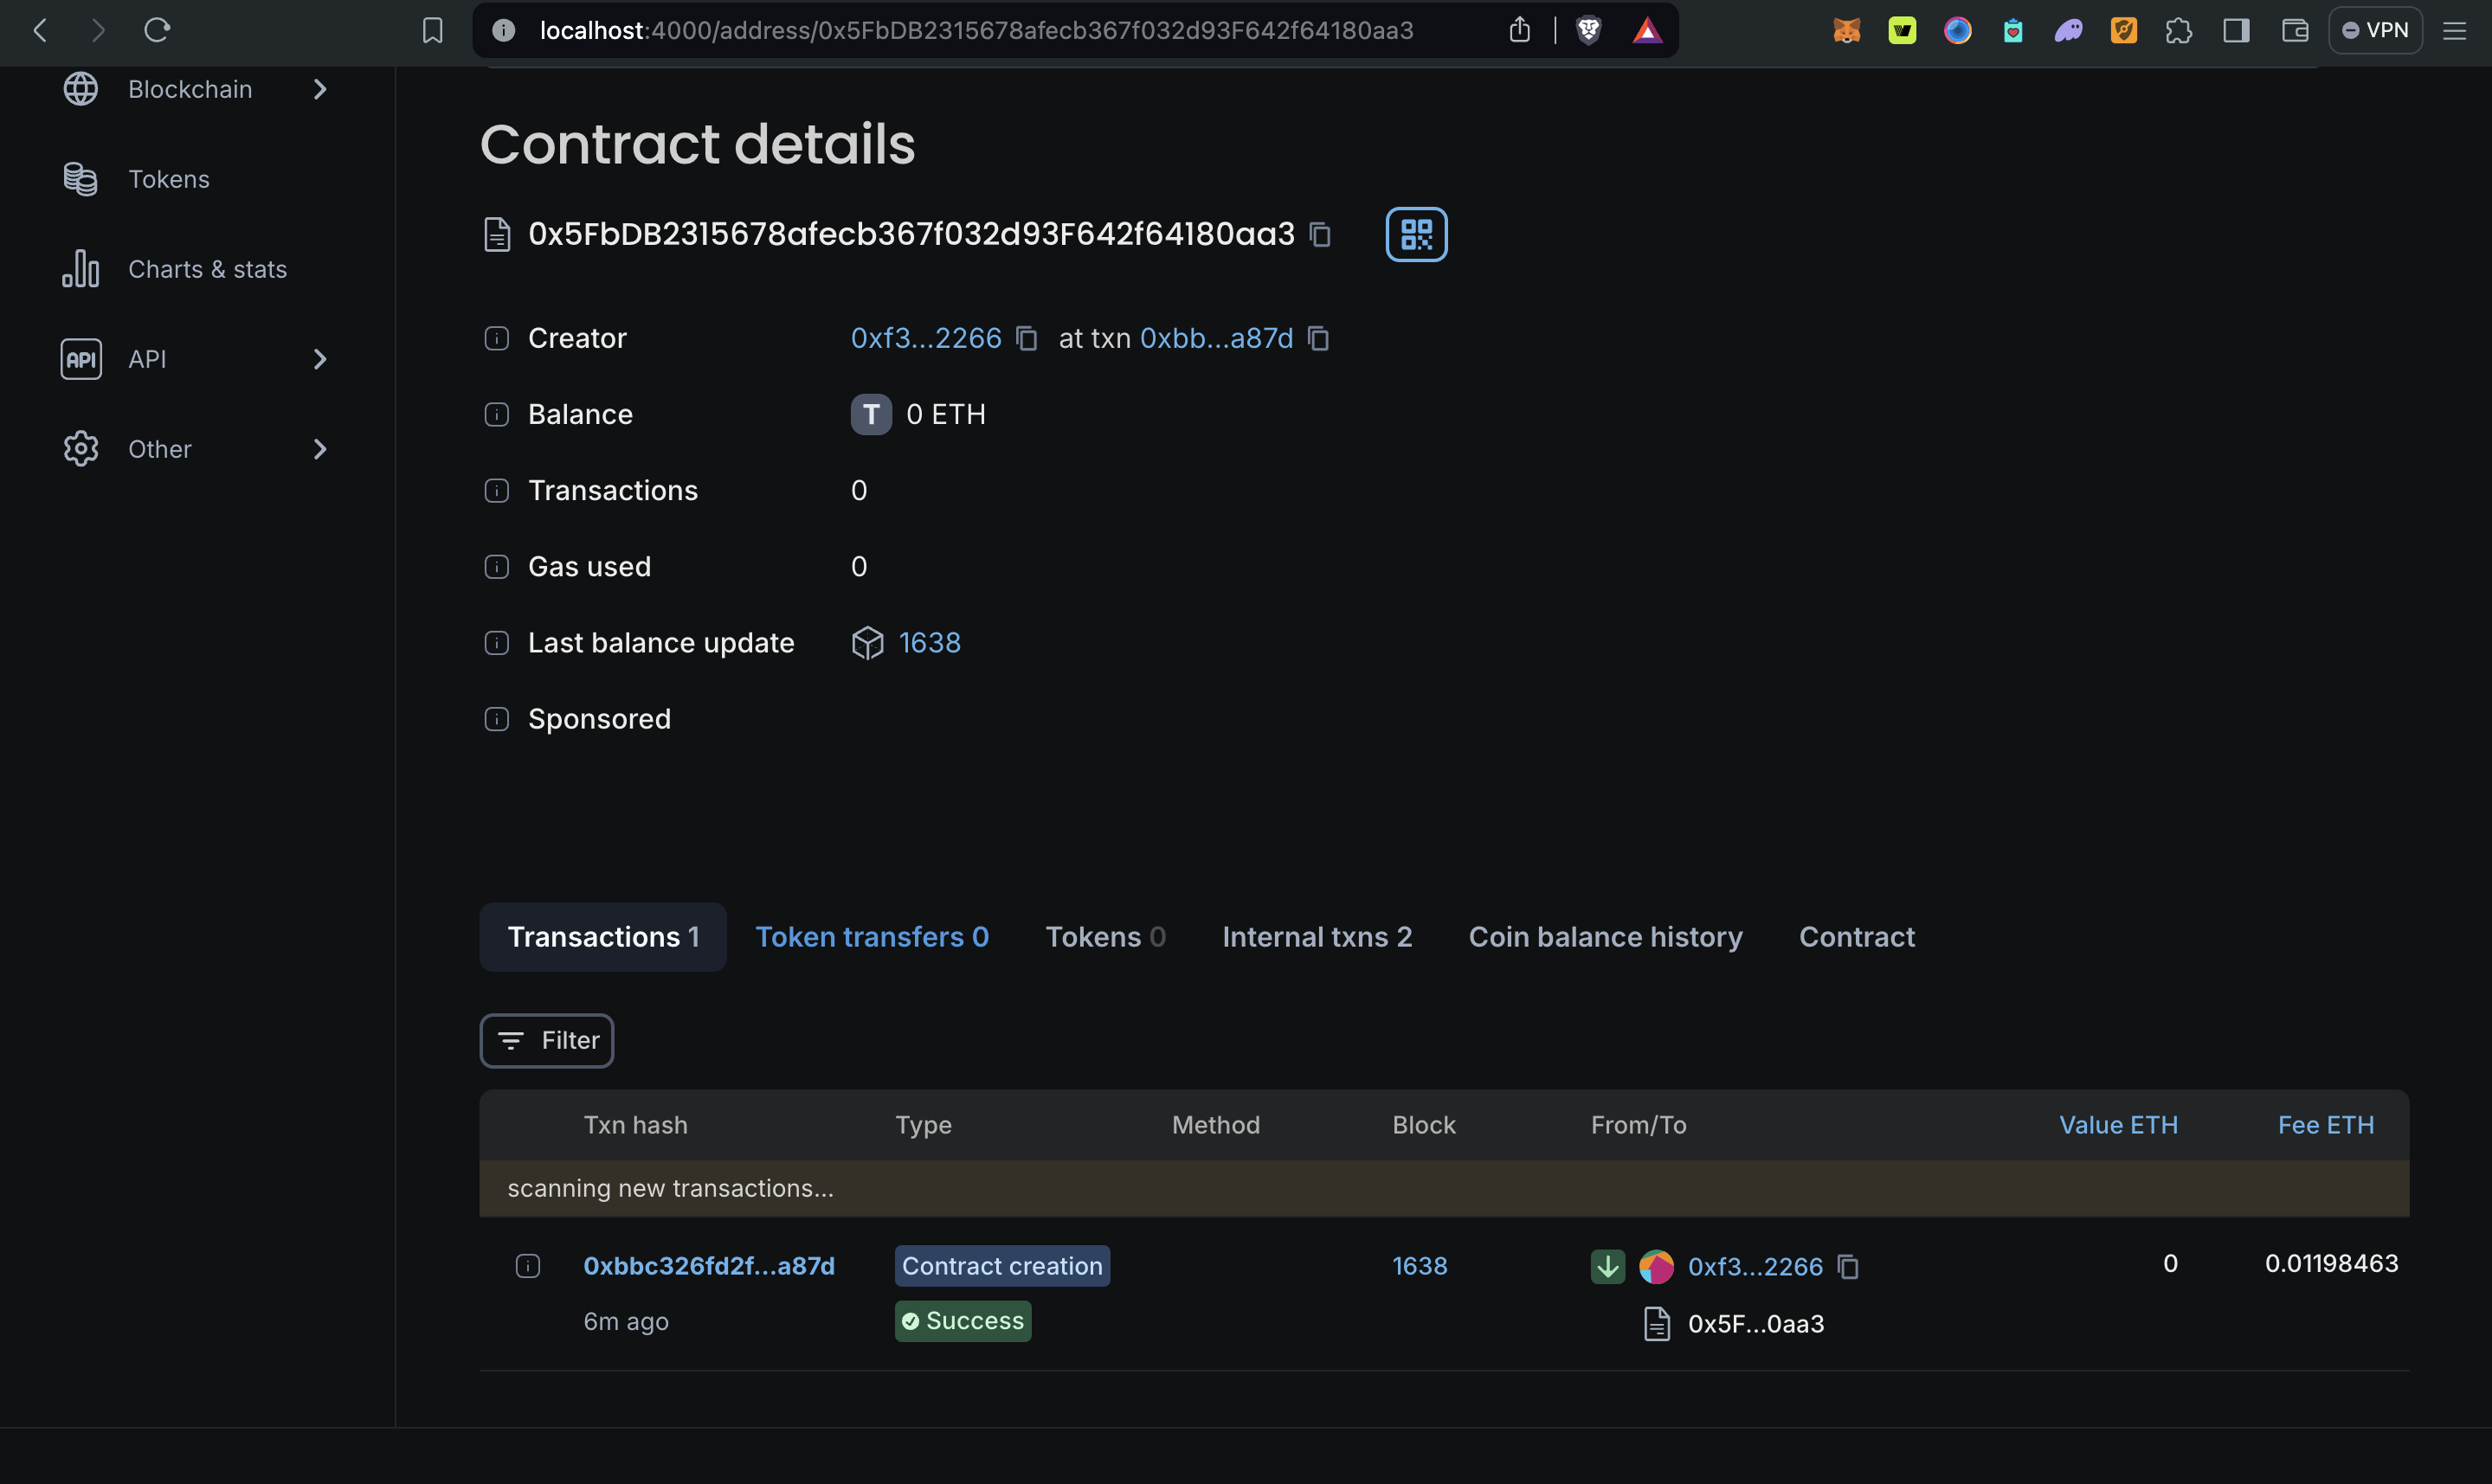 localhost:4000/address/0x5FbDB2315678afecb367f032d93F642f64180aa3
VPN
Blockchain
Tokens
Charts & stats
API API
Other
Contract details
0x5FbDB2315678afecb367f032d93F642f64180aa3
Creator 0xf3...2266 at txn 0xbb...a87d
Balance T 0 ETH
Transactions 0
Gas used 0
Last balance update 1638
Sponsored
Transactions 1 Token transfers 0 Tokens 0 Internal txns 2 Coin balance history Contract
Filter
Txn hash Type Method Block From/To Value ETH Fee ETH
scanning new transactions...
0xbbc326fd2f...a87d Contract creation 1638 0xf3...2266 0 0.01198463
6m ago Success 0x5F...0aa3